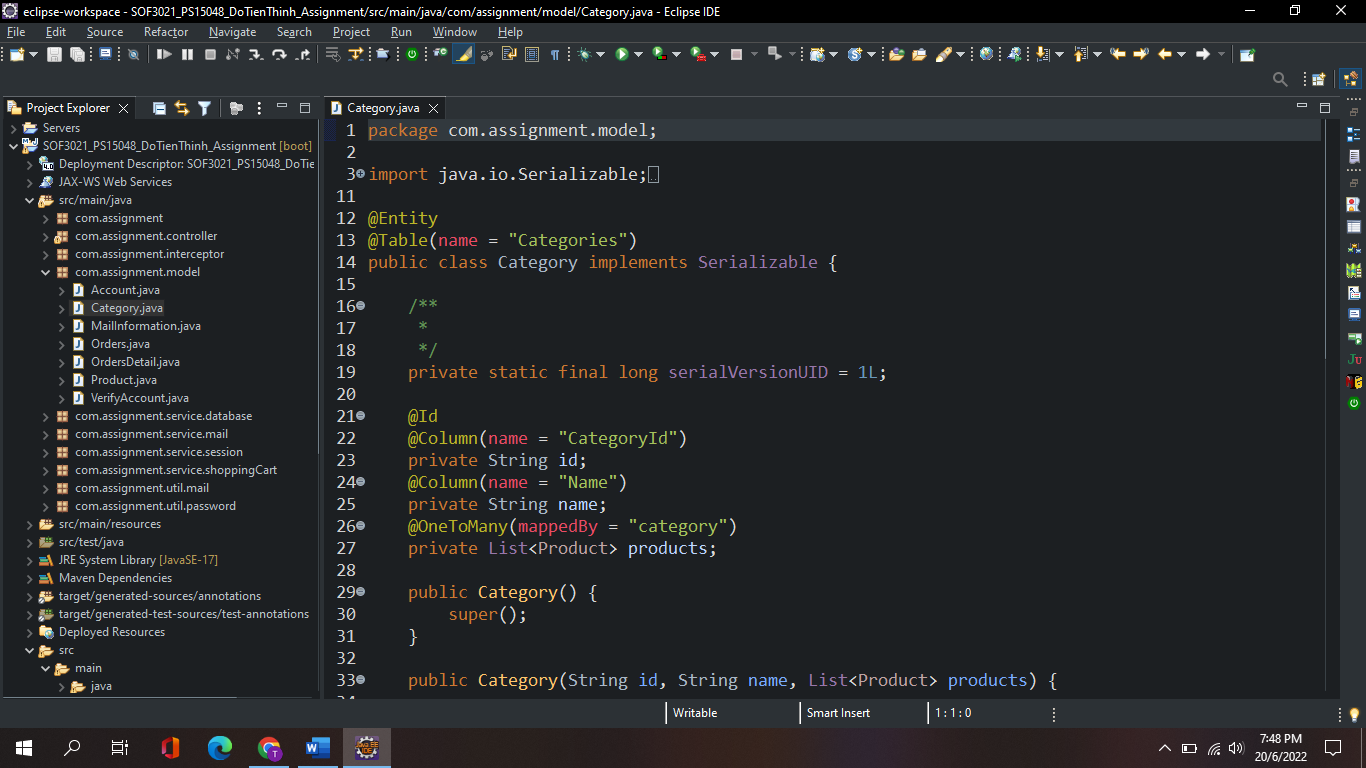 eclipse-workspace - SOF3021_PS15048_DoTienThinh_Assignment/src/main/java/com/assignment/model/Category.java - Eclipse IDE
File Edit Source Refactor Navigate Search Project Run Window Help
Project Explorer
Servers
SOF3021_PS15048_DoTienThinh_Assignment [boot]
Deployment Descriptor: SOF3021_PS15048_DoTie
JAX-WS Web Services
src/main/java
com.assignment
com.assignment.controller
com.assignment.interceptor
com.assignment.model
Account.java
Category.java
MailInformation.java
Orders.java
OrdersDetail.java
Product.java
VerifyAccount.java
com.assignment.service.database
com.assignment.service.mail
com.assignment.service.session
com.assignment.service.shoppingCart
com.assignment.util.mail
com.assignment.util.password
src/main/resources
src/test/java
JRE System Library [JavaSE-17]
Maven Dependencies
target/generated-sources/annotations
target/generated-test-sources/test-annotations
Deployed Resources
src
main
java
Category.java
1 package com.assignment.model;
2
3 import java.io.Serializable;
11
12 @Entity
13 @Table(name = "Categories")
14 public class Category implements Serializable {
15
16 /**
17 *
18 */
19 private static final long serialVersionUID = 1L;
20
21 @Id
22 @Column(name = "CategoryId")
23 private String id;
24 @Column(name = "Name")
25 private String name;
26 @OneToMany(mappedBy = "category")
27 private List<Product> products;
28
29 public Category() {
30 super();
31 }
32
33 public Category(String id, String name, List<Product> products) {
Ju
Writable
Smart Insert
1 : 1 : 0
T
W
Java EE
IDE
7:48 PM
20/6/2022